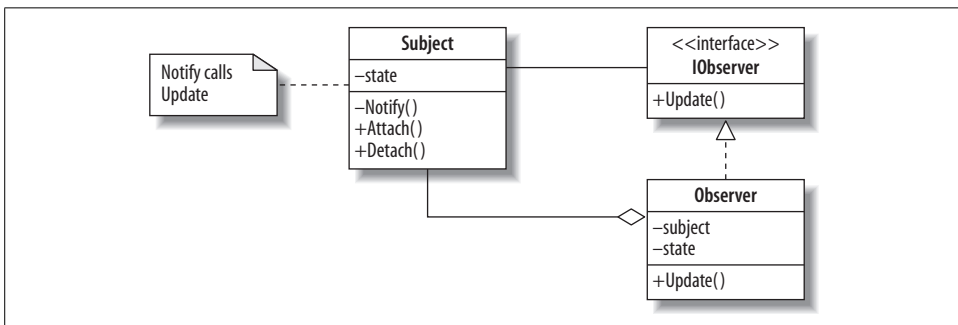 Notify calls
Update
Subject
–state
–Notify()
+Attach()
+Detach()
<<interface>>
IObserver
+Update()
Observer
–subject
–state
+Update()